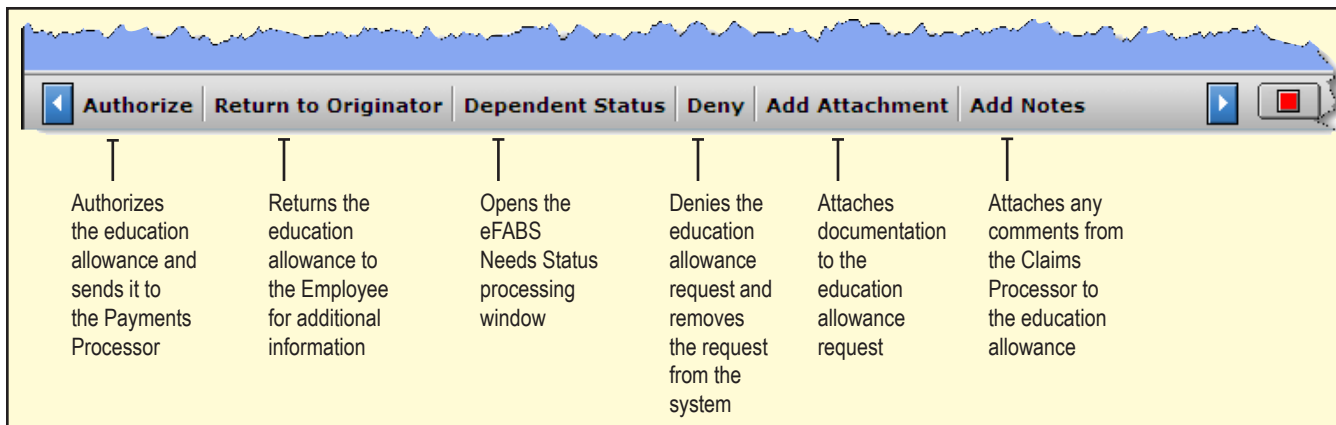 Authorize Return to Originator Dependent Status Deny Add Attachment Add Notes
Authorizes
the education
allowance and
sends it to
the Payments
Processor
Returns the
education
allowance to
the Employee
for additional
information
Opens the
eFABS
Needs Status
processing
window
Denies the
education
allowance
request and
removes
the request
from the
system
Attaches
documentation
to the
education
allowance
request
Attaches any
comments from
the Claims
Processor to
the education
allowance